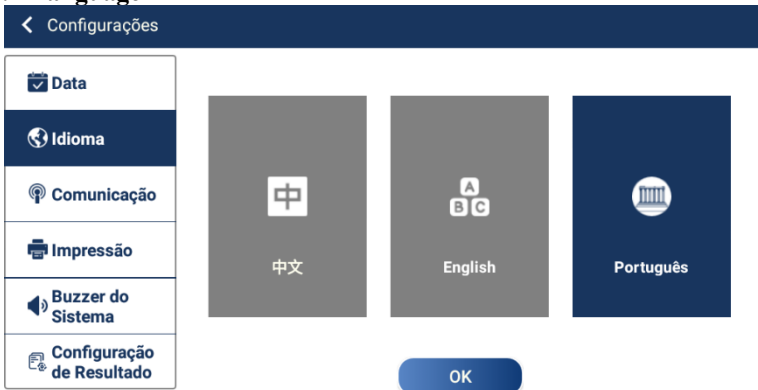 Configurações
Data
Idioma
Comunicação
Impressão
Buzzer do
Sistema
Configuração
de Resultado
中
中文
A
B C
English
Português
OK